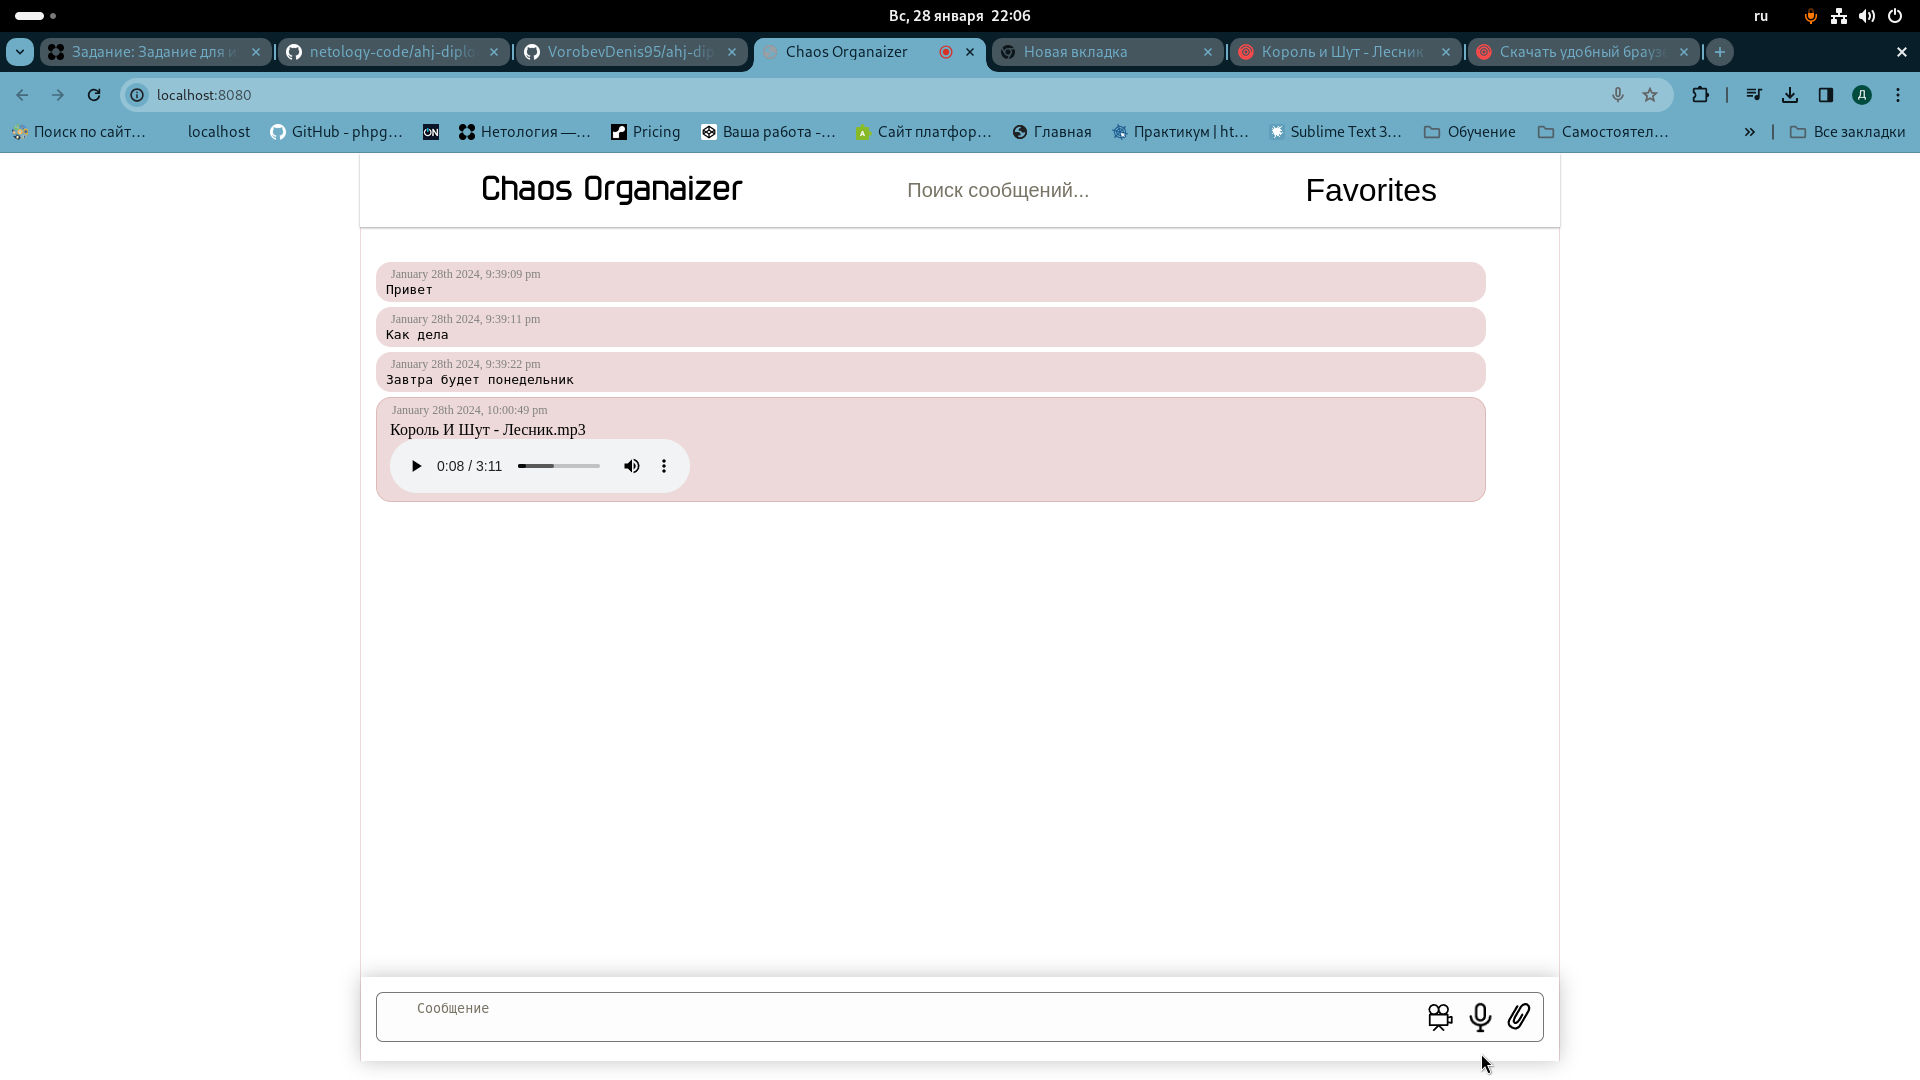 Вс, 28 января 22:06
ru
Задание: Задание для и
netology-code/ahj-diplo
VorobevDenis95/ahj-dip
Chaos Organaizer
Новая вкладка
Король и Шут - Лесник
Скачать удобный брауз
localhost:8080
Д
Поиск по сайт...
localhost
GitHub - phpg...
ON
Нетология —...
Pricing
Ваша работа -...
Сайт платфор...
Главная
Практикум | ht...
Sublime Text 3...
Обучение
Самостоятел...
»
Все закладки
Chaos Organaizer
Поиск сообщений...
Favorites
January 28th 2024, 9:39:09 pm
Привет
January 28th 2024, 9:39:11 pm
Как дела
January 28th 2024, 9:39:22 pm
Завтра будет понедельник
January 28th 2024, 10:00:49 pm
Король И Шут - Лесник.mp3
0:08 / 3:11
Сообщение